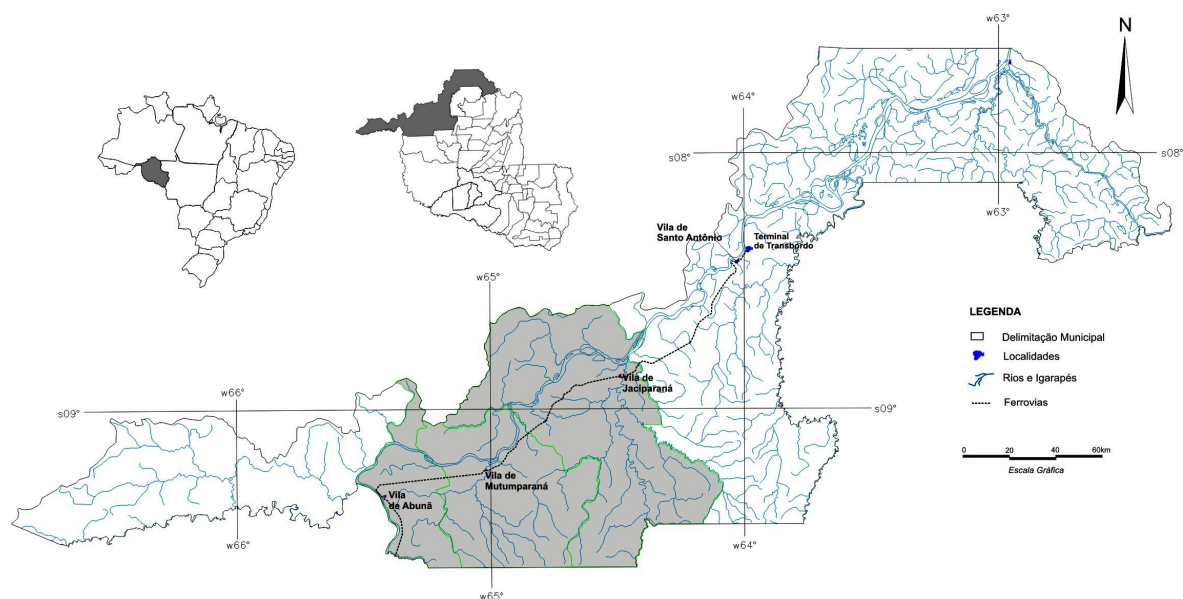 w63°
N
w64°
s08°
s08°
w63°
Vila de
Santo Antônio
Terminal
de Transbordo
w65°
LEGENDA
Delimitação Municipal
Localidades
Rios e Igarapés
Ferrovias
Vila de
Jaciparaná
w66°
s09°
s09°
0 20 40 60km
Escala Gráfica
Vila de
Mutumparaná
Vila
de Abunã
w66°
w64°
w65°